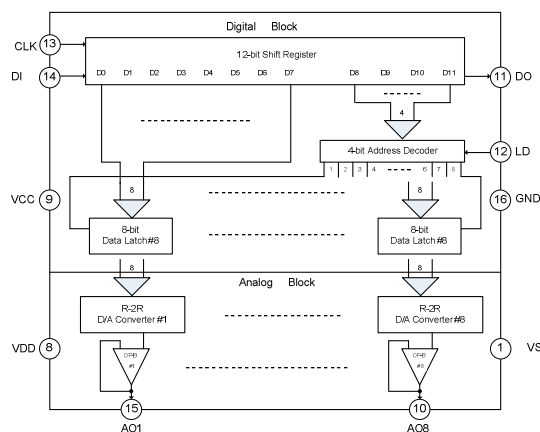 Digital Block
CLK 13
12-bit Shift Register
D0 D1 D2 D3 D4 D5 D6 D7 D8 D9 D10 D11
DI 14
11 DO
4
4-bit Address Decoder
12 LD
1 2 3 4 6 7 8
VCC
9
8
8
16
GND
8-bit
Data Latch#8
8-bit
Data Latch#8
8
8
Analog Block
R-2R
D/A Converter #1
R-2R
D/A Converter #8
VDD 8
1 VS
OP-B
#1
OP-B
#8
15
10
AO1
AO8